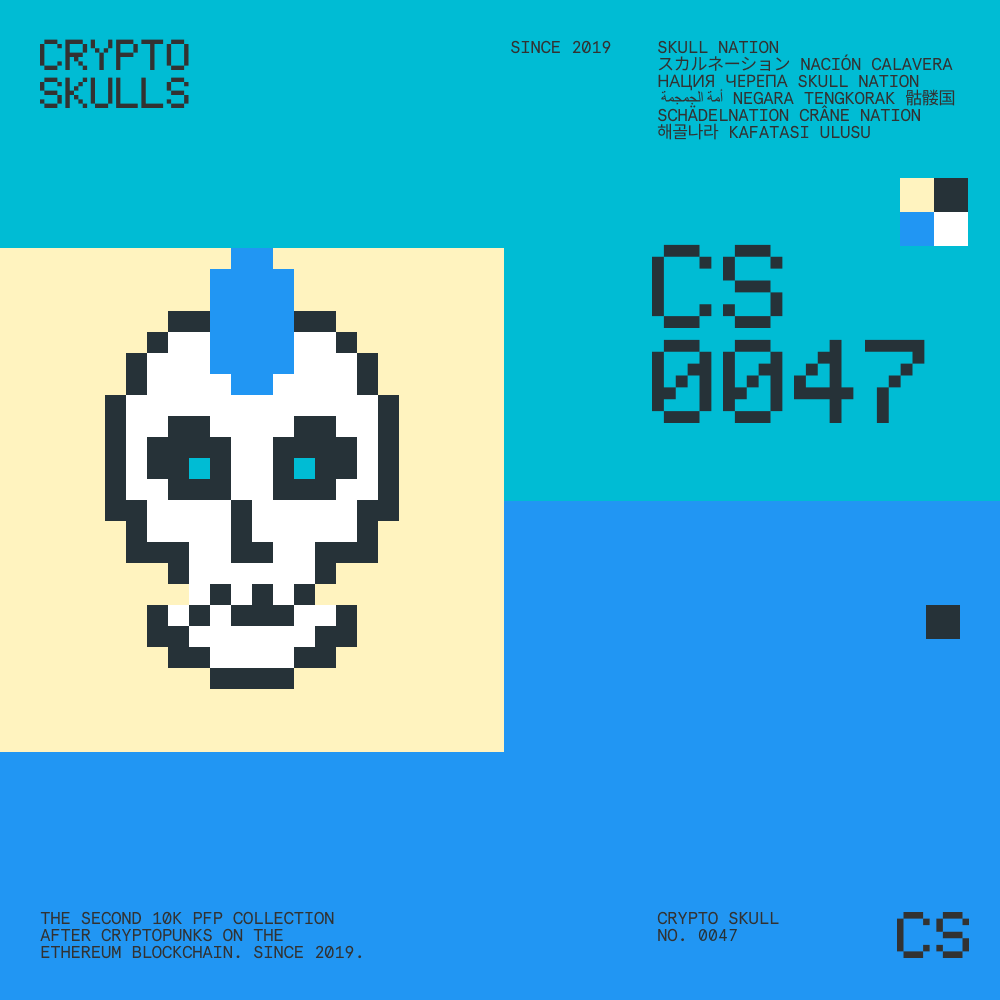 CRYPTO
SKULLS
SINCE 2019
SKULL NATION
スカルネーション NACIÓN CALAVERA
НАЦИЯ ЧЕРЕПА SKULL NATION
أمة الجمجمة NEGARA TENGKORAK 骷髅国
SCHÄDELNATION CRÂNE NATION
해골나라 KAFATASI ULUSU
CS
0047
THE SECOND 10K PFP COLLECTION
AFTER CRYPTOPUNKS ON THE
ETHEREUM BLOCKCHAIN. SINCE 2019.
CRYPTO SKULL
NO. 0047
CS